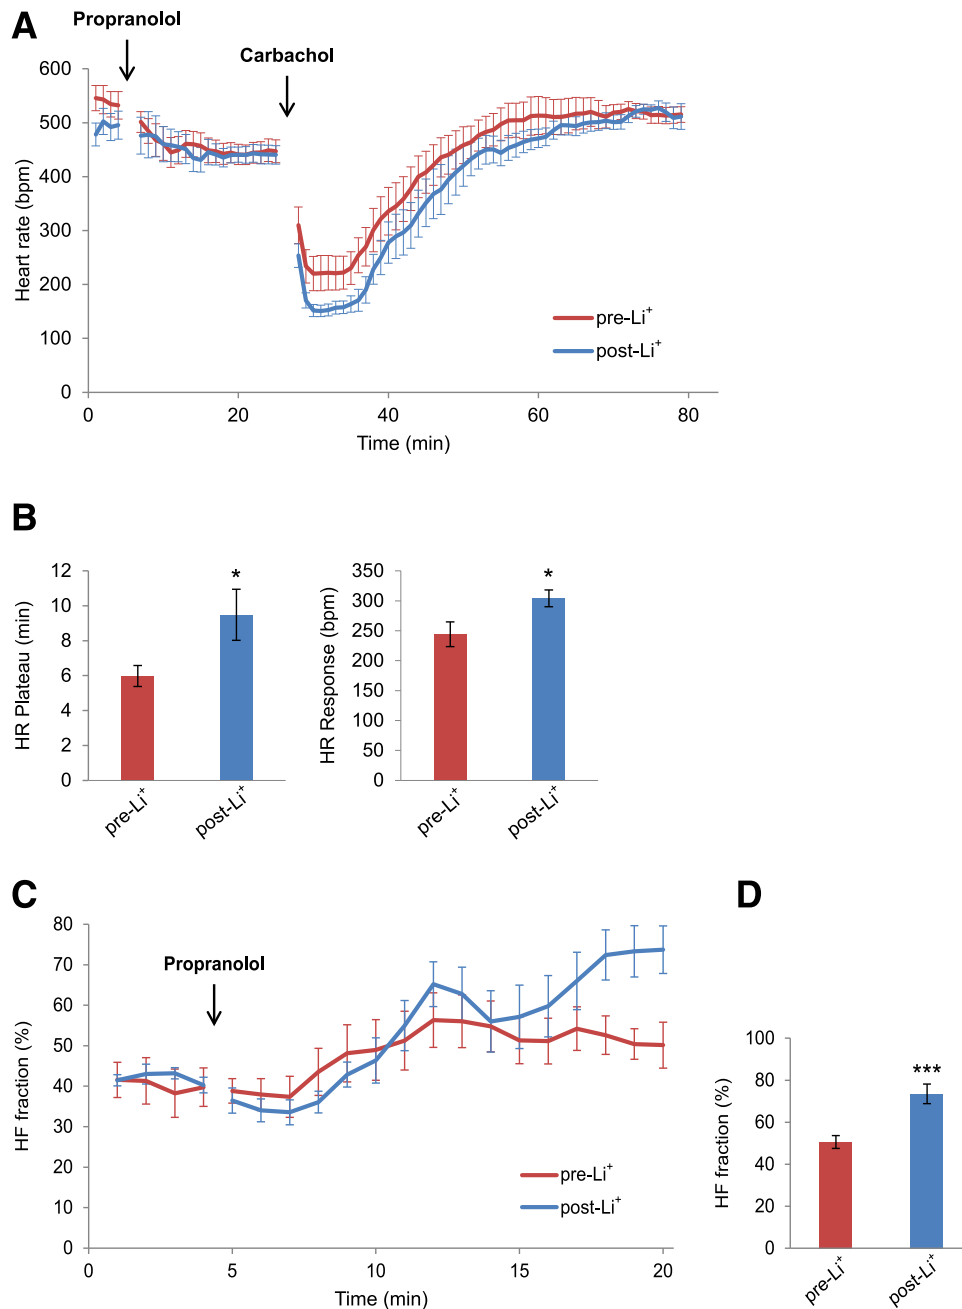 A
Propranolol
Carbachol
600
500
400
300
200
100
0
Heart rate (bpm)
pre-Li⁺
post-Li⁺
0 20 40 60 80
Time (min)
B
12
10
8
6
4
2
0
HR Plateau (min)
*
pre-Li⁺ post-Li⁺
350
300
250
200
150
100
50
0
HR Response (bpm)
*
pre-Li⁺ post-Li⁺
C
80
70
60
50
40
30
20
10
0
HF fraction (%)
Propranolol
pre-Li⁺
post-Li⁺
0 5 10 15 20
Time (min)
D
100
80
60
40
20
0
HF fraction (%)
***
pre-Li⁺ post-Li⁺